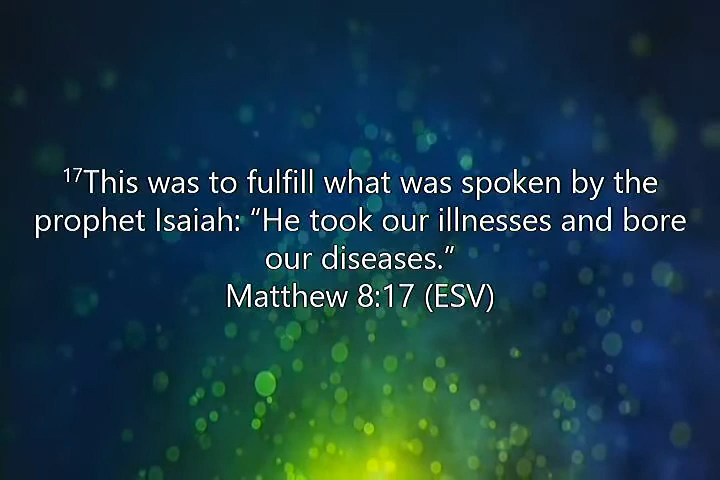 17This was to fulfill what was spoken by the
prophet Isaiah: “He took our illnesses and bore
our diseases.”
Matthew 8:17 (ESV)